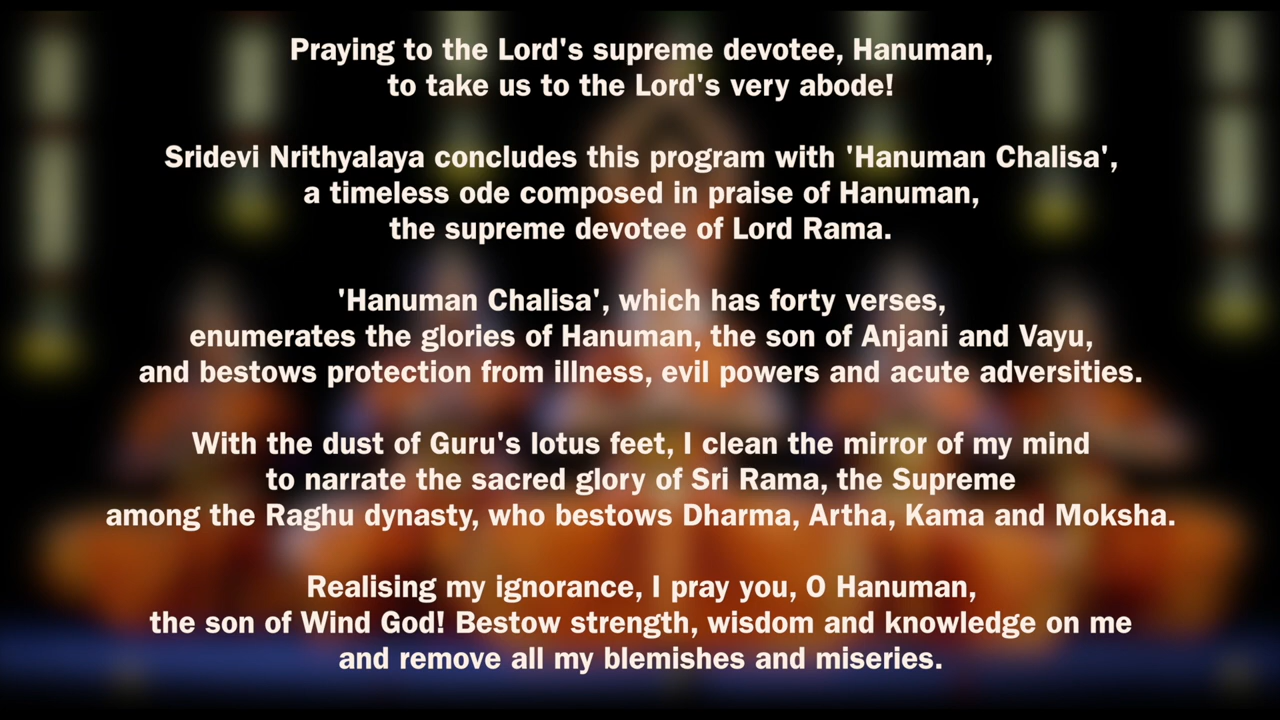 Praying to the Lord's supreme devotee, Hanuman,
to take us to the Lord's very abode!
Sridevi Nrithyalaya concludes this program with 'Hanuman Chalisa',
a timeless ode composed in praise of Hanuman,
the supreme devotee of Lord Rama.
'Hanuman Chalisa', which has forty verses,
enumerates the glories of Hanuman, the son of Anjani and Vayu,
and bestows protection from illness, evil powers and acute adversities.
With the dust of Guru's lotus feet, I clean the mirror of my mind
to narrate the sacred glory of Sri Rama, the Supreme
among the Raghu dynasty, who bestows Dharma, Artha, Kama and Moksha.
Realising my ignorance, I pray you, O Hanuman,
the son of Wind God! Bestow strength, wisdom and knowledge on me
and remove all my blemishes and miseries.